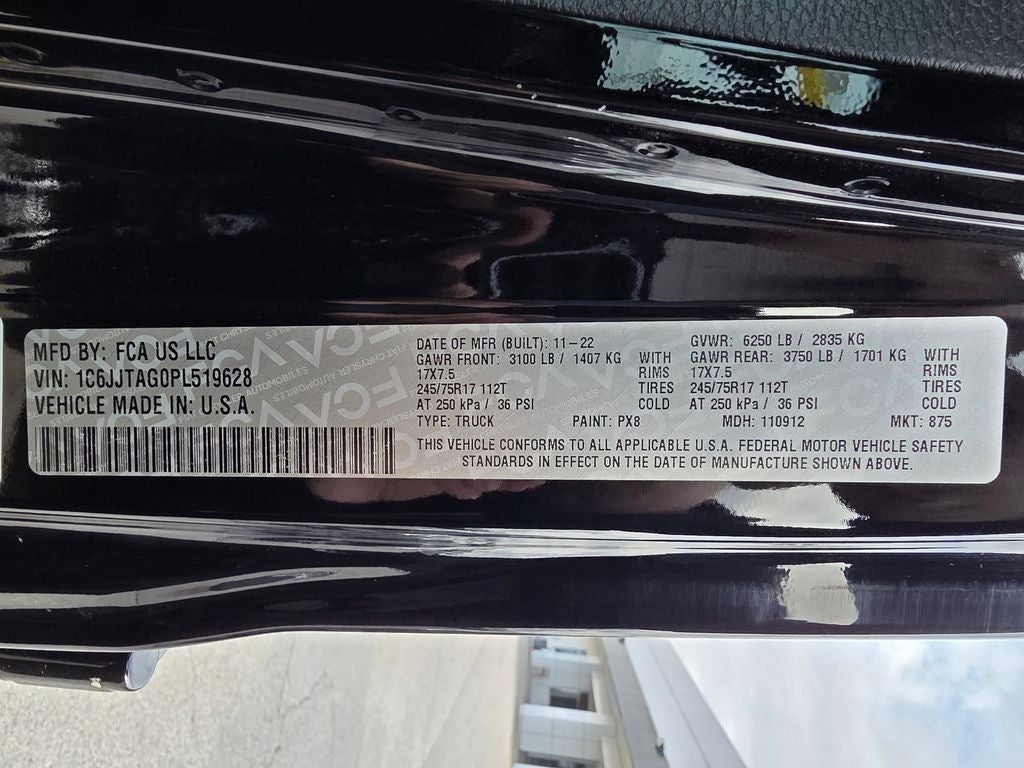 MFD BY: FCA US LLC
VIN: 1C6JJTAG0PL519628
VEHICLE MADE IN: U.S.A.
DATE OF MFR (BUILT): 11-22
GAWR FRONT: 3100 LB / 1407 KG WITH
17X7.5 RIMS
245/75R17 112T TIRES
AT 250 kPa / 36 PSI COLD
GVWR: 6250 LB / 2835 KG
GAWR REAR: 3750 LB / 1701 KG WITH
17X7.5 RIMS
245/75R17 112T TIRES
AT 250 kPa / 36 PSI COLD
TYPE: TRUCK PAINT: PX8 MDH: 110912 MKT: 875
THIS VEHICLE CONFORMS TO ALL APPLICABLE U.S.A. FEDERAL MOTOR VEHICLE SAFETY
STANDARDS IN EFFECT ON THE DATE OF MANUFACTURE SHOWN ABOVE.